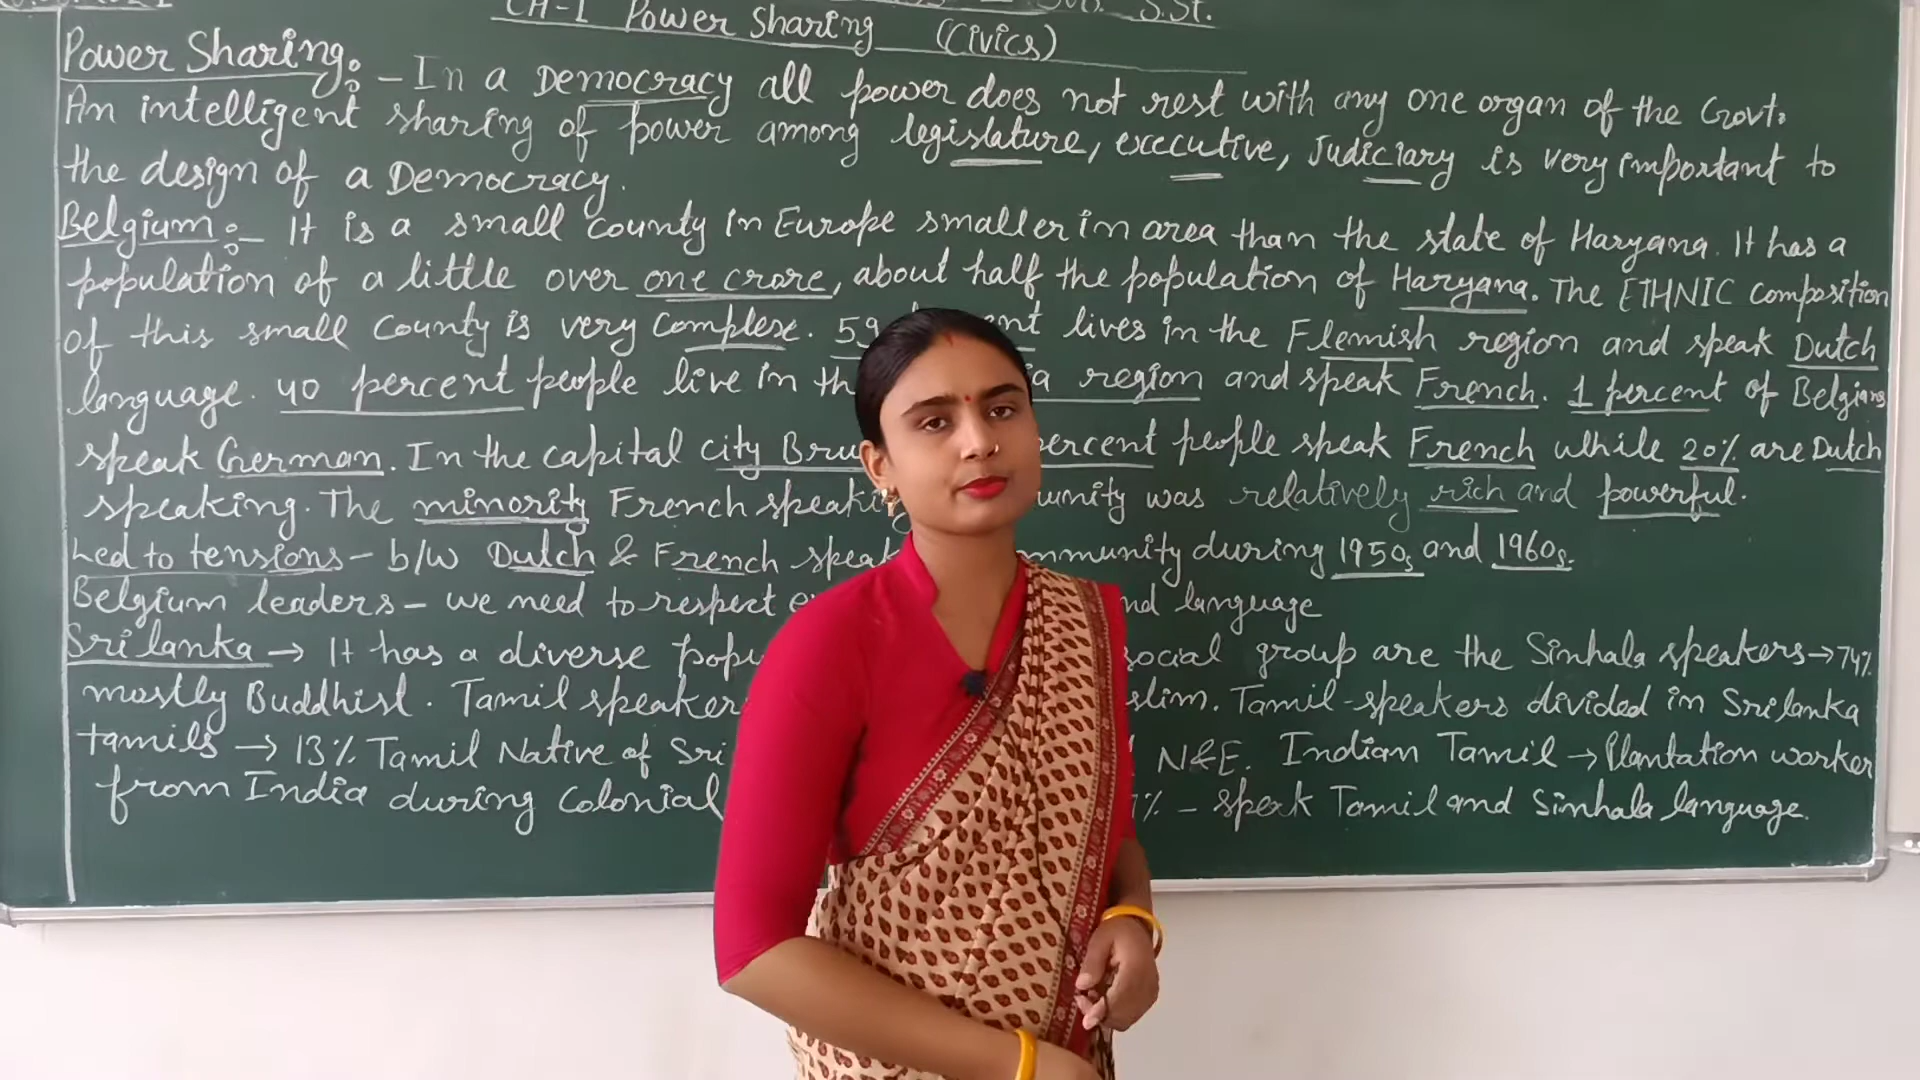 CH-1 Power Sharing (Civics)
S.St.
Power Sharing:- In a Democracy all power does not rest with any one organ of the Govt.
An intelligent sharing of power among legislature, executive, Judiciary is very important to
the design of a Democracy.
Belgium:- It is a small county in Europe smaller in area than the state of Haryana. It has a
population of a little over one crore, about half the population of Haryana. The ETHNIC composition
of this small county is very Complex. 59 lives in the Flemish region and speak Dutch
language. 40 percent people live in region and speak French. 1 percent of Belgians
speak German. In the capital city percent people speak French while 20% are Dutch
speaking. The minority French speaking was relatively rich and powerful.
Led to tensions - b/w Dutch & French community during 1950s and 1960s.
Belgium leaders - we need to respect language
Sri lanka → It has a diverse social group are the Sinhala speakers → 74%
mostly Buddhist. Tamil Tamil-speakers divided in Srilanka
tamils → 13% Tamil Native of N&E. Indian Tamil → Plantation worker
from India during Colonial - speak Tamil and Sinhala language.